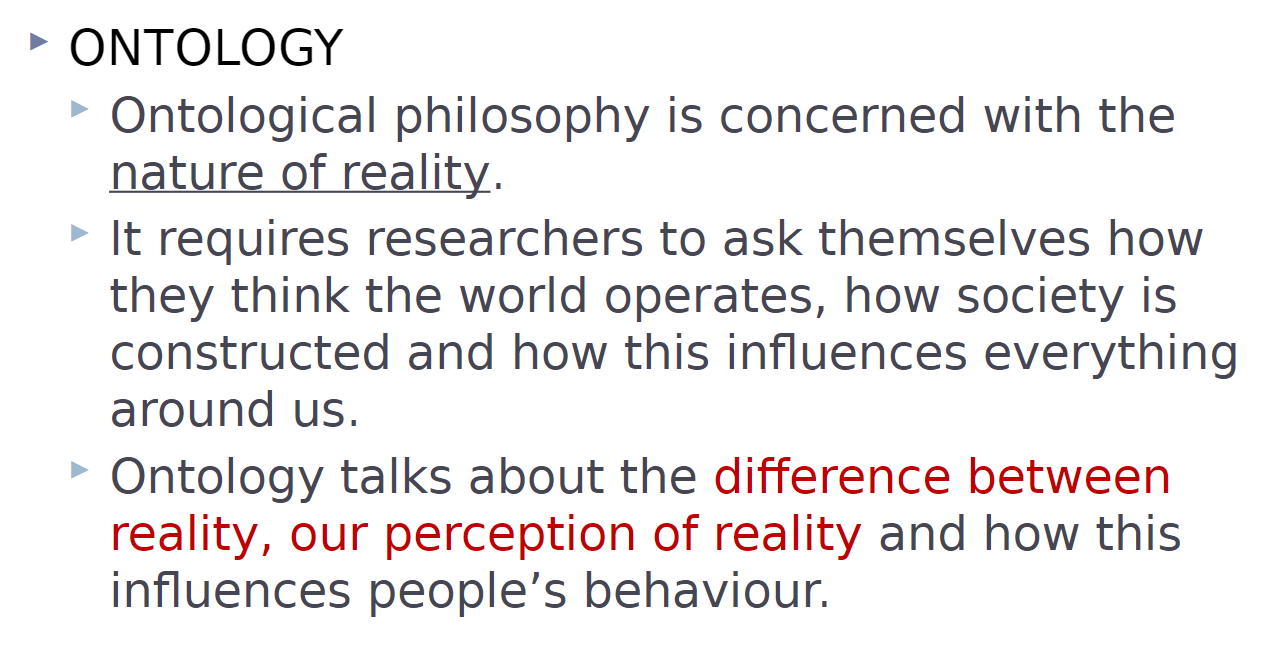 ONTOLOGY
Ontological philosophy is concerned with the
nature of reality.
It requires researchers to ask themselves how
they think the world operates, how society is
constructed and how this influences everything
around us.
Ontology talks about the difference between
reality, our perception of reality and how this
influences people’s behaviour.